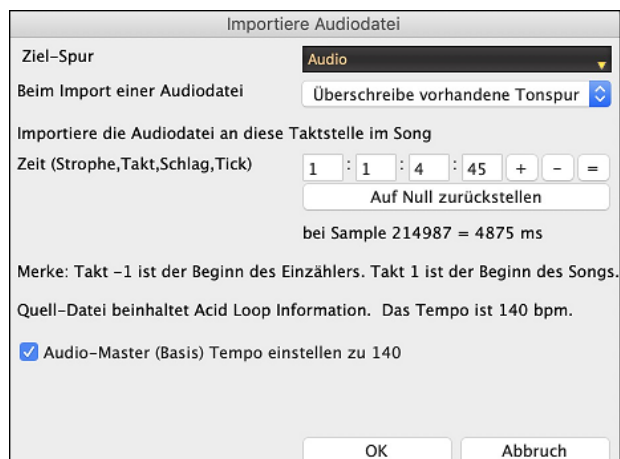 Importiere Audiodatei
Ziel-Spur Audio
Beim Import einer Audiodatei Überschreibe vorhandene Tonspur
Importiere die Audiodatei an diese Taktstelle im Song
Zeit (Strophe,Takt,Schlag,Tick) 1 : 1 : 4 : 45 + - =
Auf Null zurückstellen
bei Sample 214987 = 4875 ms
Merke: Takt -1 ist der Beginn des Einzählers. Takt 1 ist der Beginn des Songs.
Quell-Datei beinhaltet Acid Loop Information. Das Tempo ist 140 bpm.
Audio-Master (Basis) Tempo einstellen zu 140
OK Abbruch